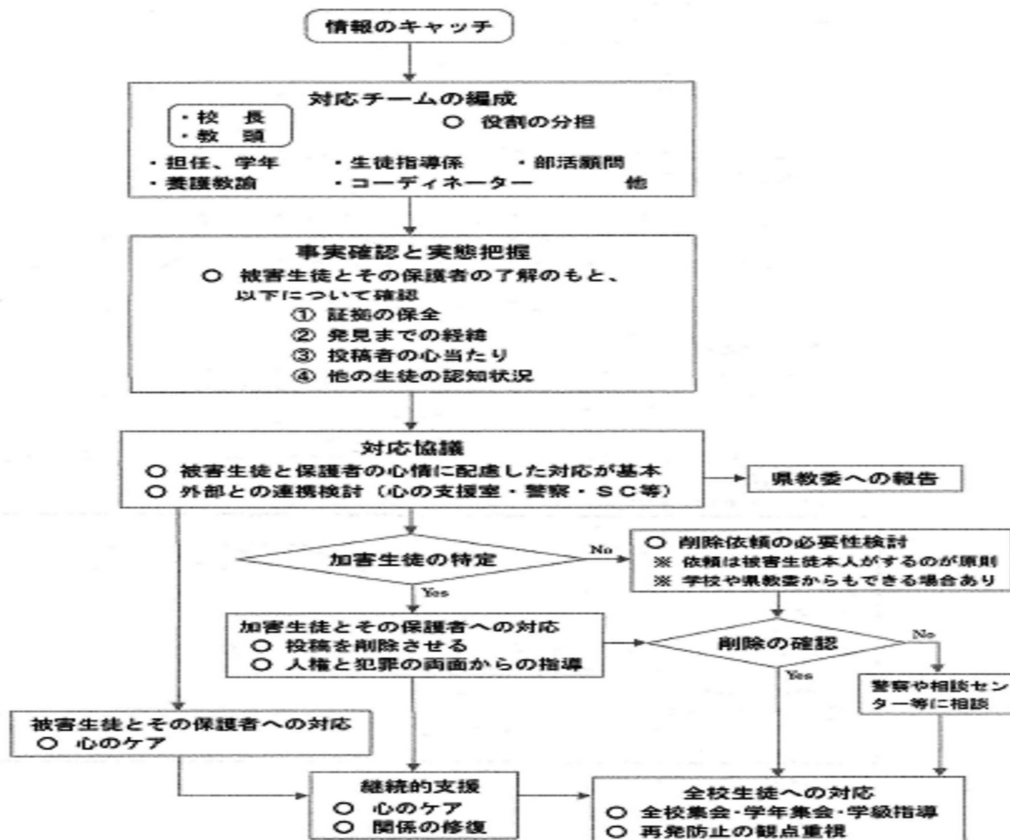 情報のキャッチ
対応チームの編成
・校 長
・教 頭
○ 役割の分担
・担任、学年 ・生徒指導係 ・部活顧問
・養護教諭 ・コーディネーター 他
事実確認と実態把握
○ 被害生徒とその保護者の了解のもと、
以下について確認
① 証拠の保全
② 発見までの経緯
③ 投稿者の心当たり
④ 他の生徒の認知状況
対応協議
○ 被害生徒と保護者の心情に配慮した対応が基本
○ 外部との連携検討（心の支援室・警察・ＳＣ等）
県教委への報告
加害生徒の特定
No
Yes
○ 削除依頼の必要性検討
※ 依頼は被害生徒本人がするのが原則
※ 学校や県教委からもできる場合あり
加害生徒とその保護者への対応
○ 投稿を削除させる
○ 人権と犯罪の両面からの指導
削除の確認
No
Yes
警察や相談セン
ター等に相談
被害生徒とその保護者への対応
○ 心のケア
継続的支援
○ 心のケア
○ 関係の修復
全校生徒への対応
○ 全校集会・学年集会・学級指導
○ 再発防止の観点重視